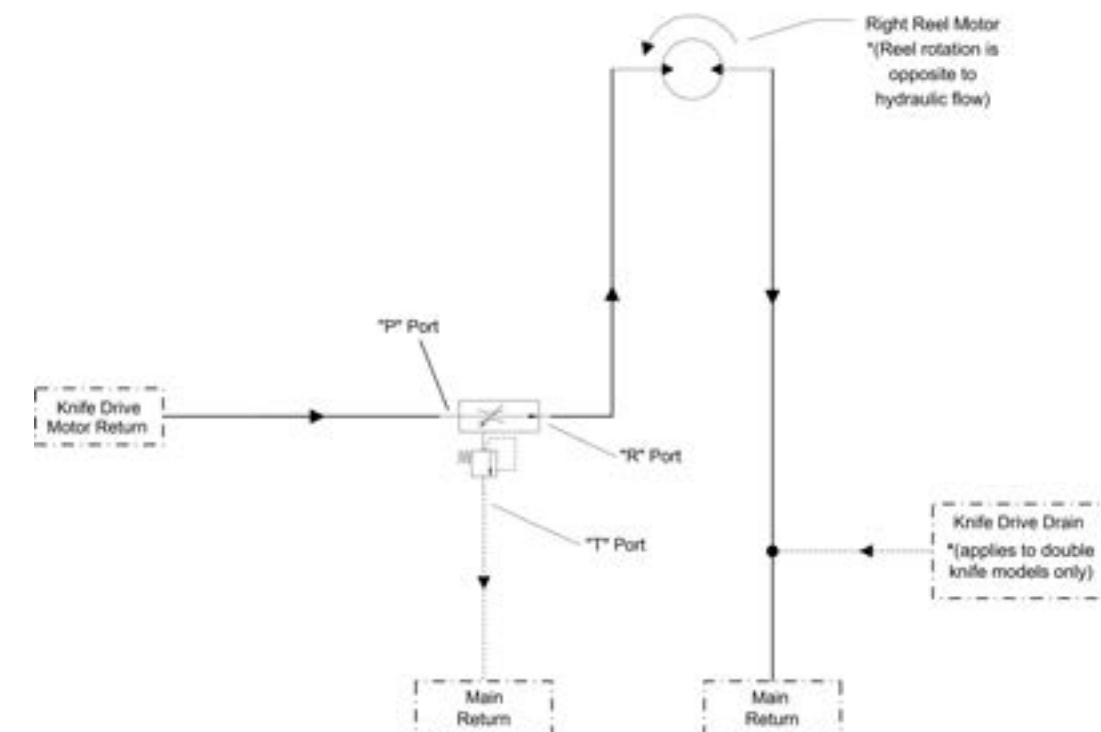 Right Reel Motor
*(Reel rotation is
opposite to
hydraulic flow)
"P" Port
Knife Drive
Motor Return
"R" Port
"T" Port
Knife Drive Drain
*(applies to double
knife models only)
Main
Return
Main
Return